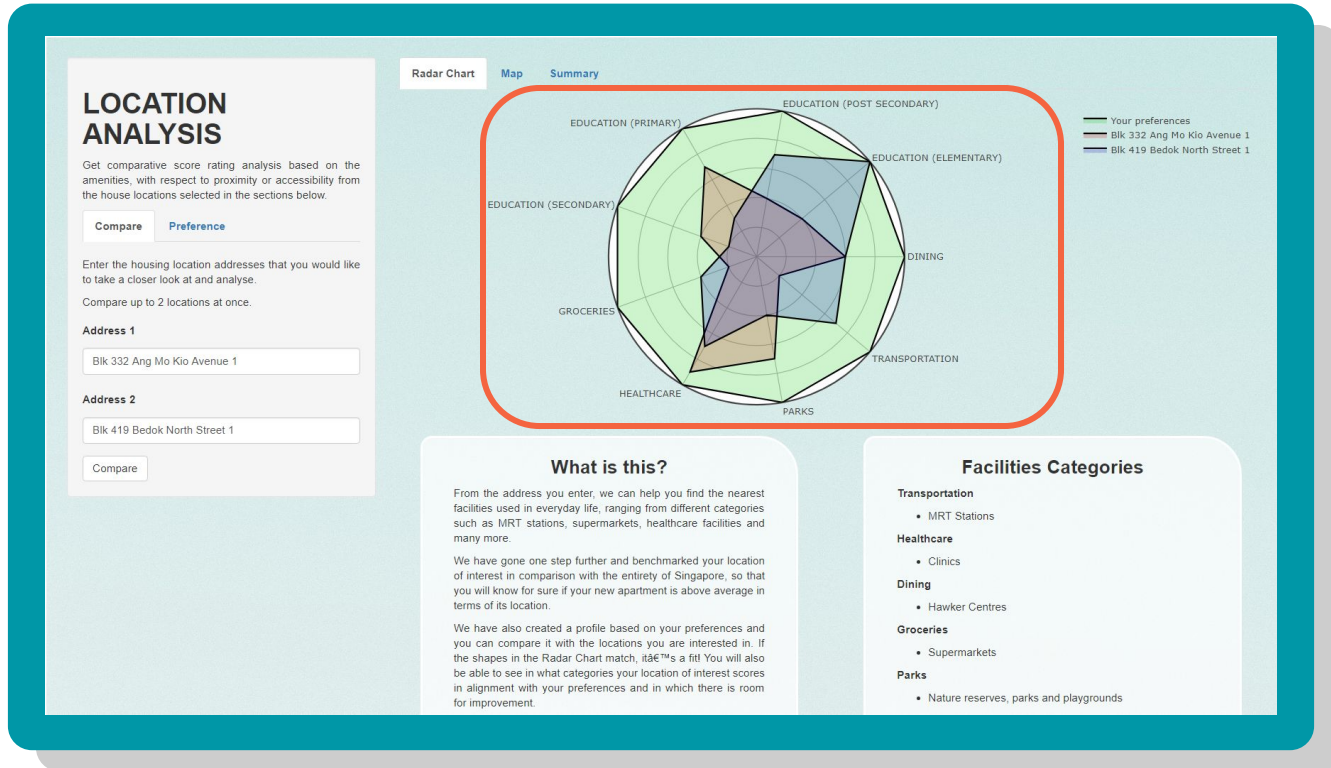 LOCATION
ANALYSIS
Get comparative score rating analysis based on the
amenities, with respect to proximity or accessibility from
the house locations selected in the sections below.
Compare Preference
Enter the housing location addresses that you would like
to take a closer look at and analyse.
Compare up to 2 locations at once.
Address 1
Blk 332 Ang Mo Kio Avenue 1
Address 2
Blk 419 Bedok North Street 1
Compare
Radar Chart Map Summary
EDUCATION (POST SECONDARY)
EDUCATION (PRIMARY)
EDUCATION (ELEMENTARY)
EDUCATION (SECONDARY)
DINING
GROCERIES
TRANSPORTATION
HEALTHCARE
PARKS
Your preferences
Blk 332 Ang Mo Kio Avenue 1
Blk 419 Bedok North Street 1
What is this?
From the address you enter, we can help you find the nearest
facilities used in everyday life, ranging from different categories
such as MRT stations, supermarkets, healthcare facilities and
many more.
We have gone one step further and benchmarked your location
of interest in comparison with the entirety of Singapore, so that
you will know for sure if your new apartment is above average in
terms of its location.
We have also created a profile based on your preferences and
you can compare it with the locations you are interested in. If
the shapes in the Radar Chart match, itâ€™s a fit! You will also
be able to see in what categories your location of interest scores
in alignment with your preferences and in which there is room
for improvement.
Facilities Categories
Transportation
• MRT Stations
Healthcare
• Clinics
Dining
• Hawker Centres
Groceries
• Supermarkets
Parks
• Nature reserves, parks and playgrounds